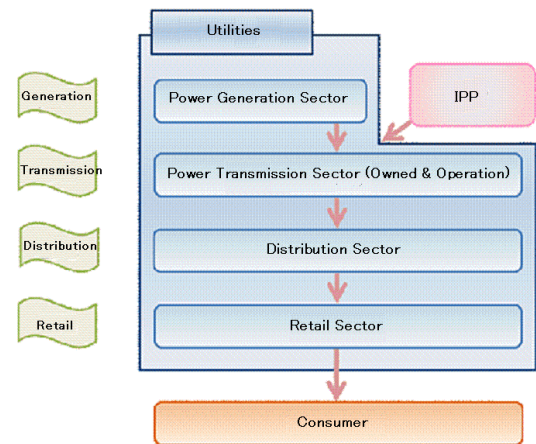 Utilities
Generation
Power Generation Sector
IPP
Transmission
Power Transmission Sector (Owned & Operation)
Distribution
Distribution Sector
Retail
Retail Sector
Consumer